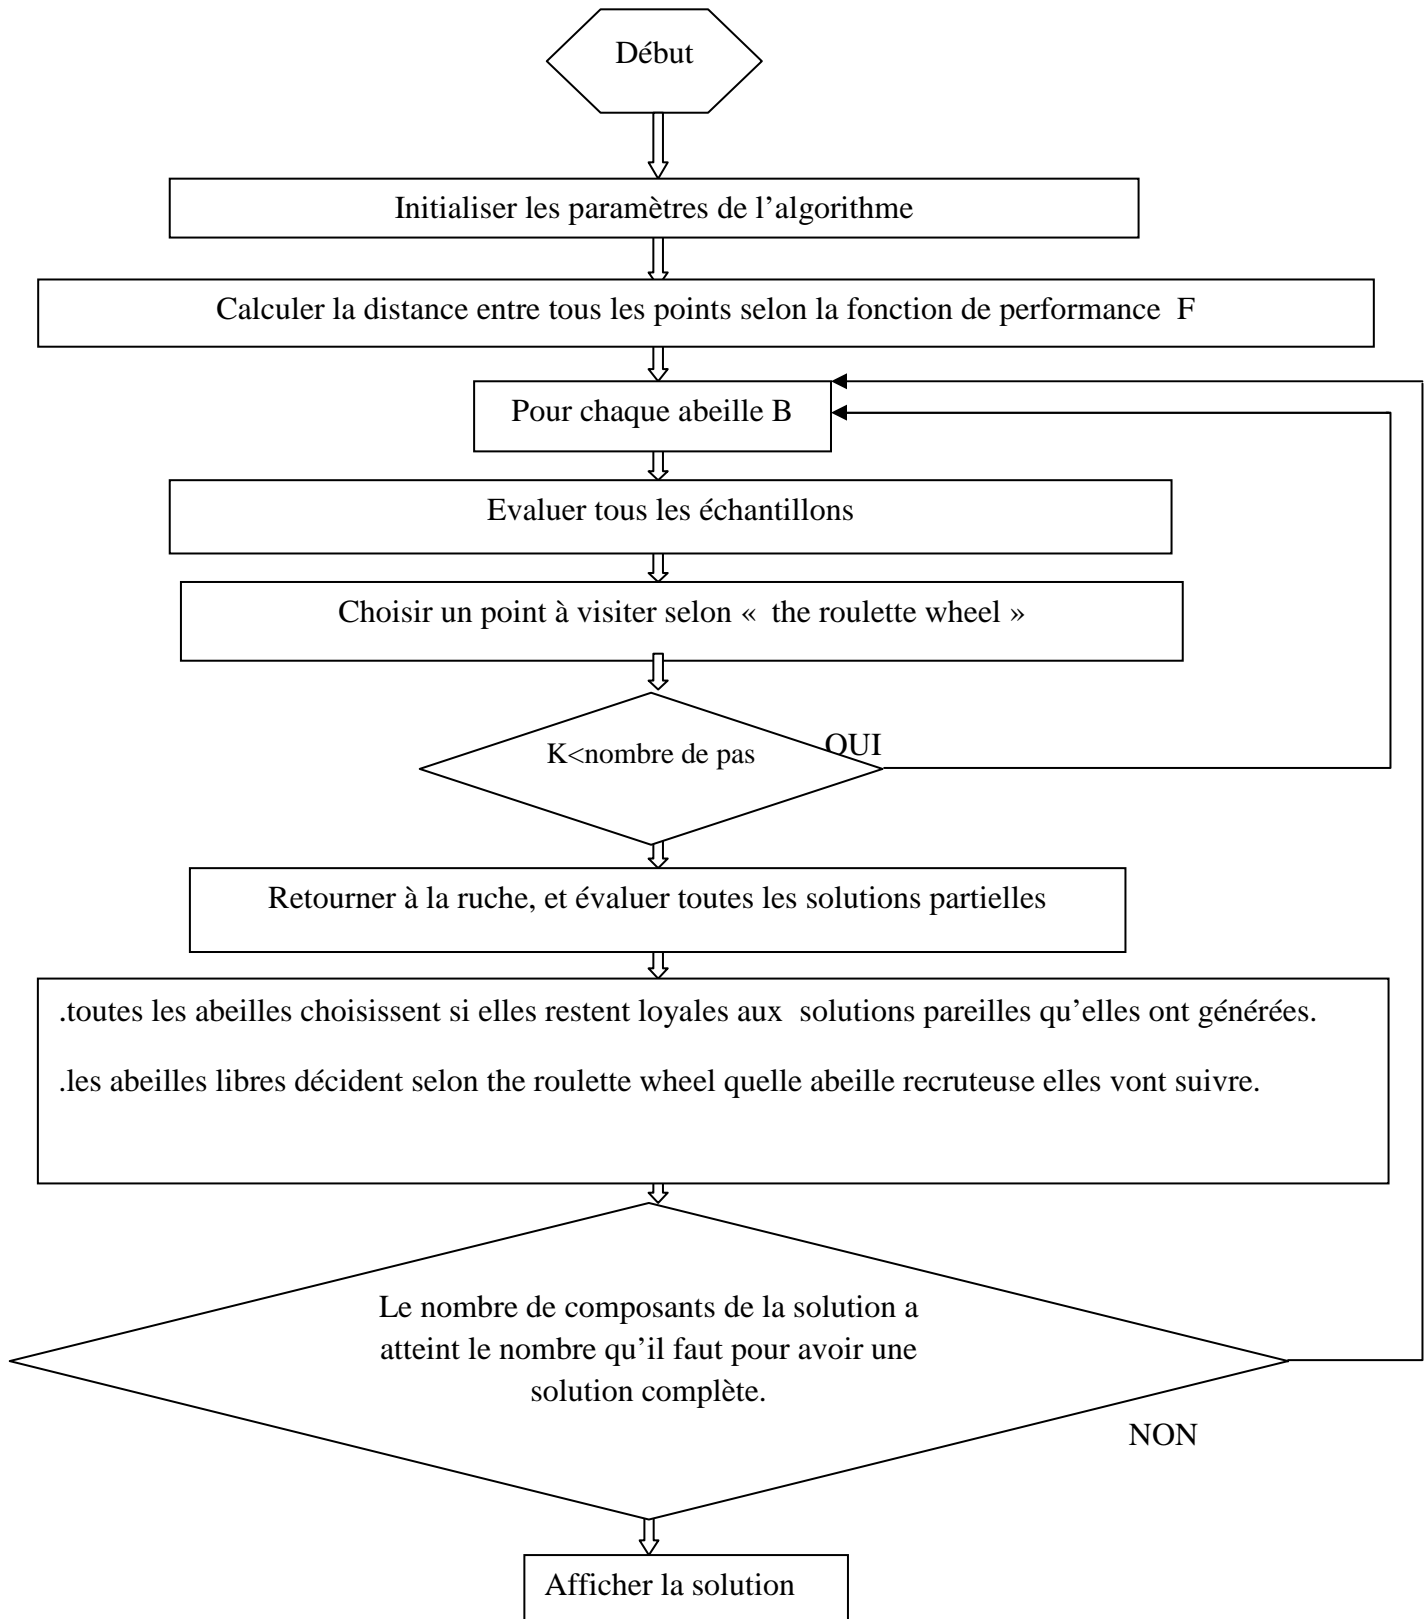 Début
Initialiser les paramètres de l’algorithme
Calculer la distance entre tous les points selon la fonction de performance F
Pour chaque abeille B
Evaluer tous les échantillons
Choisir un point à visiter selon « the roulette wheel »
K<nombre de pas
OUI
Retourner à la ruche, et évaluer toutes les solutions partielles
.toutes les abeilles choisissent si elles restent loyales aux solutions pareilles qu’elles ont générées.
.les abeilles libres décident selon the roulette wheel quelle abeille recruteuse elles vont suivre.
Le nombre de composants de la solution a
atteint le nombre qu’il faut pour avoir une
solution complète.
NON
Afficher la solution